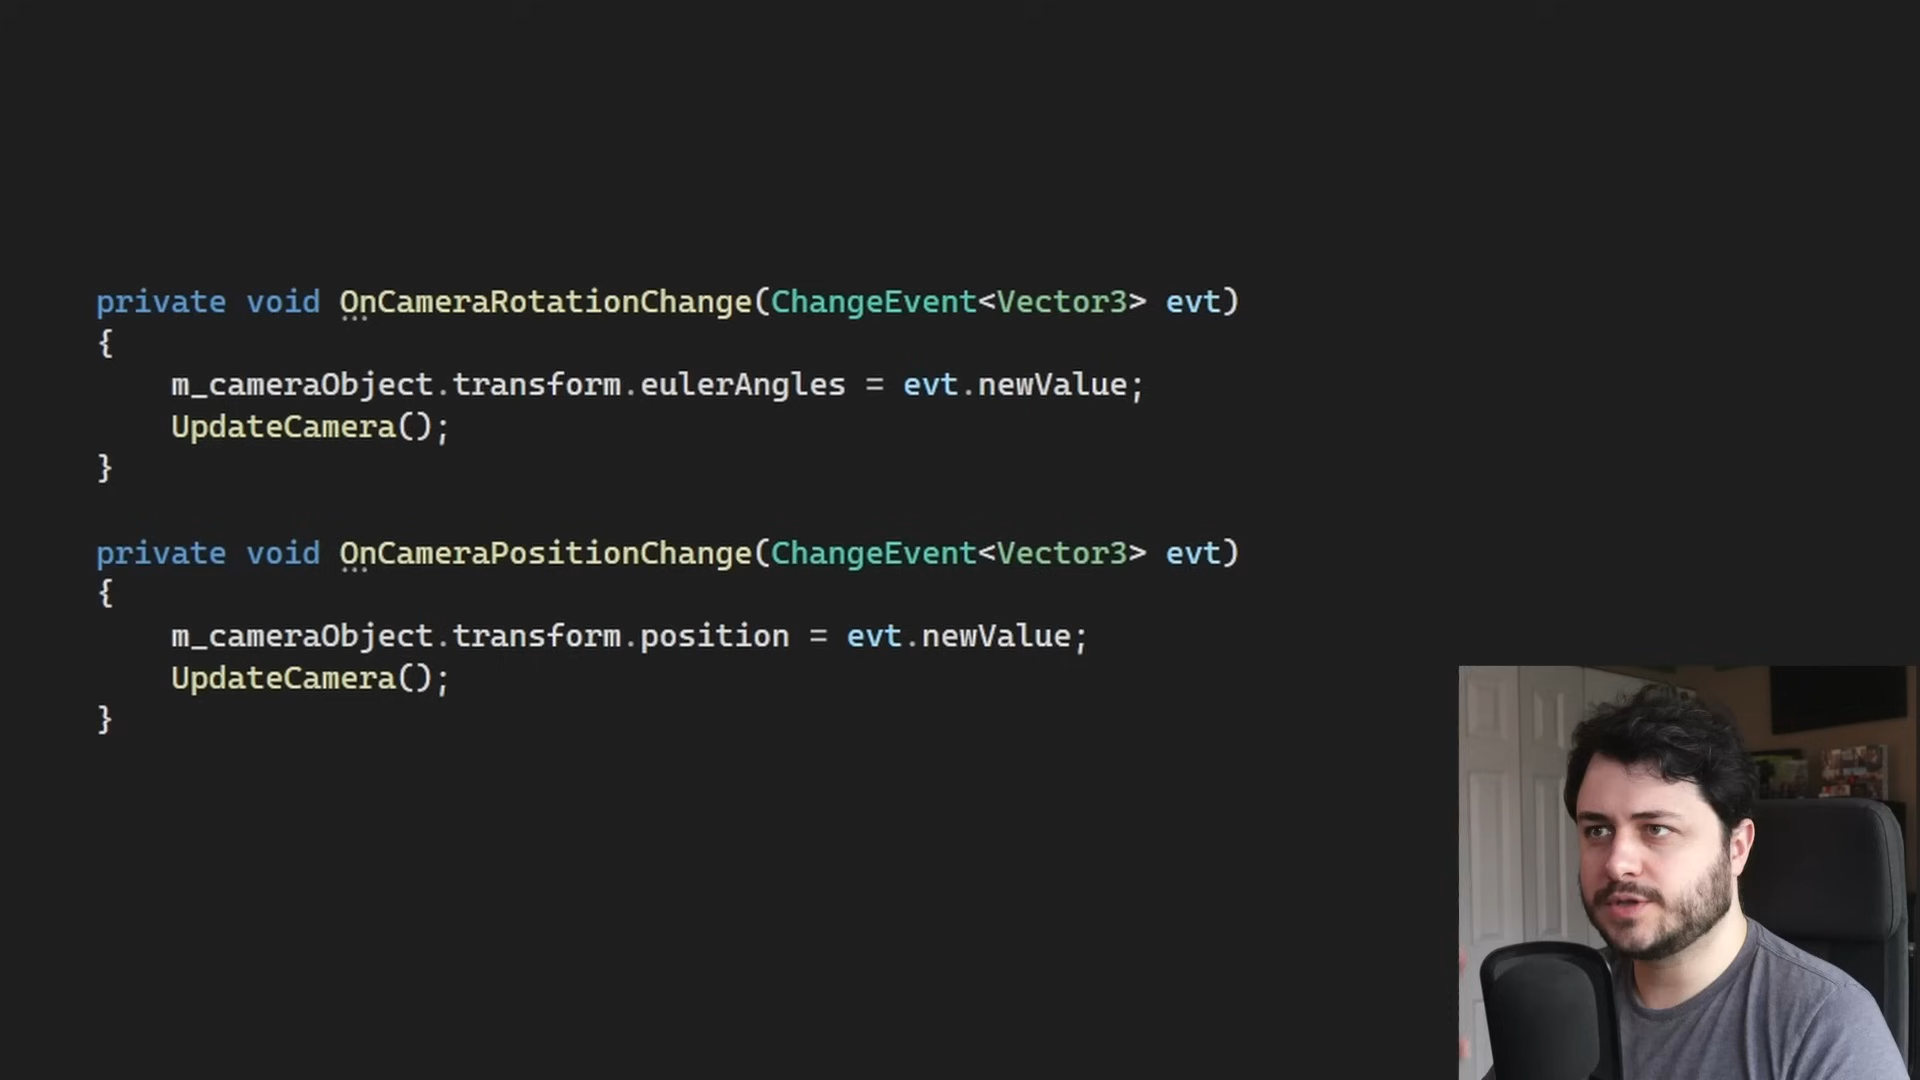 private void OnCameraRotationChange(ChangeEvent<Vector3> evt)
{
    m_cameraObject.transform.eulerAngles = evt.newValue;
    UpdateCamera();
}

private void OnCameraPositionChange(ChangeEvent<Vector3> evt)
{
    m_cameraObject.transform.position = evt.newValue;
    UpdateCamera();
}